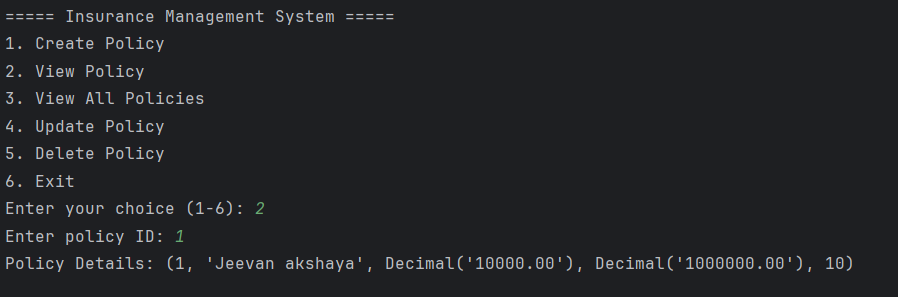 ===== Insurance Management System =====
1. Create Policy
2. View Policy
3. View All Policies
4. Update Policy
5. Delete Policy
6. Exit
Enter your choice (1-6): 2
Enter policy ID: 1
Policy Details: (1, 'Jeevan akshaya', Decimal('10000.00'), Decimal('1000000.00'), 10)